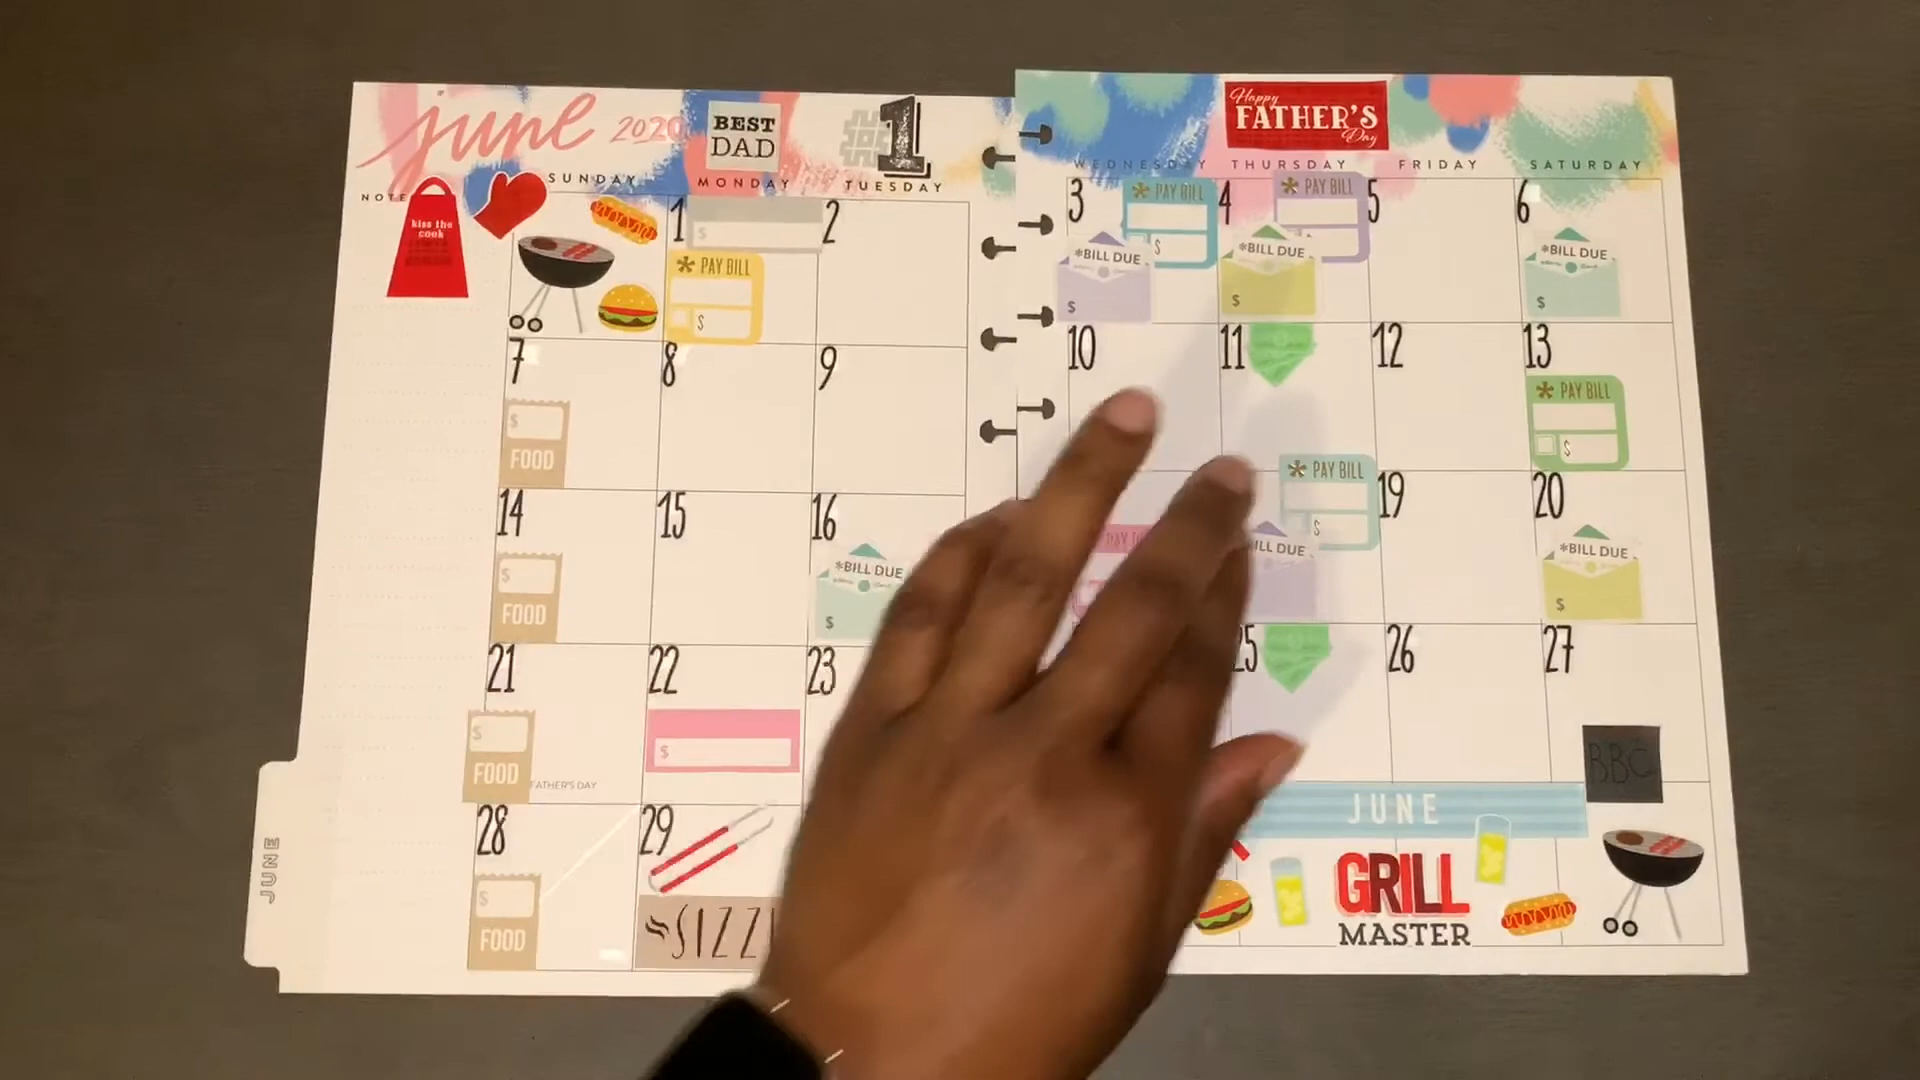 june 2020
BEST
DAD
#1
Happy
FATHER'S
Day
NOTE
SUNDAY
MONDAY
TUESDAY
WEDNESDAY
THURSDAY
FRIDAY
SATURDAY
kiss the
cook
1
$
* PAY BILL
$
2
3
* PAY BILL
$
*BILL DUE
$
4
* PAY BILL
*BILL DUE
$
5
6
*BILL DUE
$
7
$
FOOD
8
9
10
11
12
13
* PAY BILL
$
14
$
FOOD
15
16
*BILL DUE
$
* PAY BILL
$
ILL DUE
19
20
*BILL DUE
$
21
$
FOOD
FATHER'S DAY
22
$
23
25
26
27
BBC
28
$
FOOD
29
SIZZ
JUNE
GRILL
MASTER
JUNE